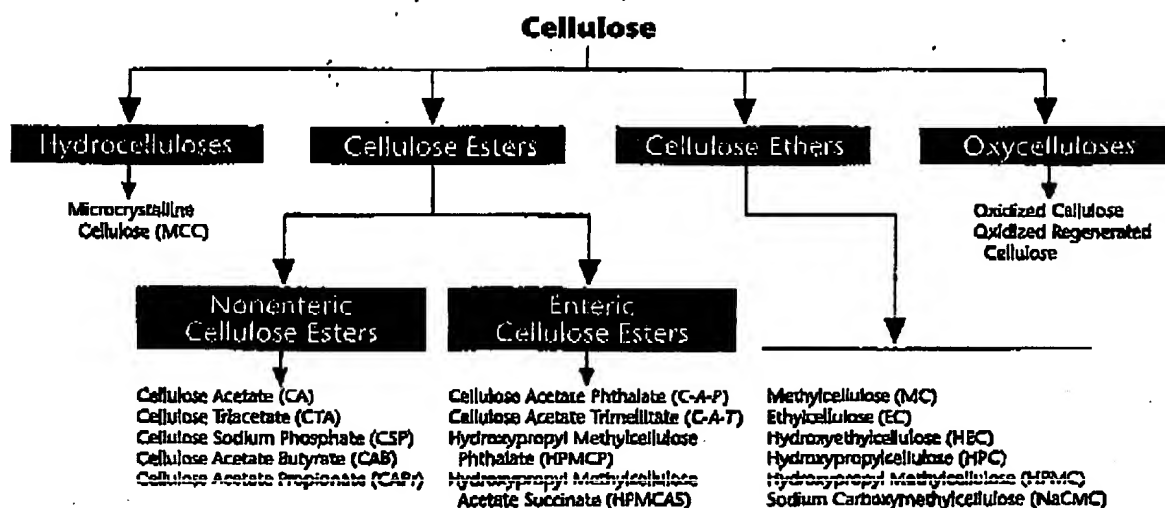 Cellulose
Hydrocelluloses
Cellulose Esters
Cellulose Ethers
Oxycelluloses
Microcrystalline
Cellulose (MCC)
Oxidized Cellulose
Oxidized Regenerated
Cellulose
Nonenteric
Cellulose Esters
Enteric
Cellulose Esters
Cellulose Acetate (CA)
Cellulose Triacetate (CTA)
Cellulose Sodium Phosphate (CSP)
Cellulose Acetate Butyrate (CAB)
Cellulose Acetate Propionate (CAPr)
Cellulose Acetate Phthalate (C-A-P)
Cellulose Acetate Trimellitate (C-A-T)
Hydroxypropyl Methylcellulose
Phthalate (HPMCP)
Hydroxypropyl Methylcellulose
Acetate Succinate (HPMCAS)
Methylcellulose (MC)
Ethylcellulose (EC)
Hydroxyethylcellulose (HEC)
Hydroxypropylcellulose (HPC)
Hydroxypropyl Methylcellulose (HPMC)
Sodium Carboxymethylcellulose (NaCMC)